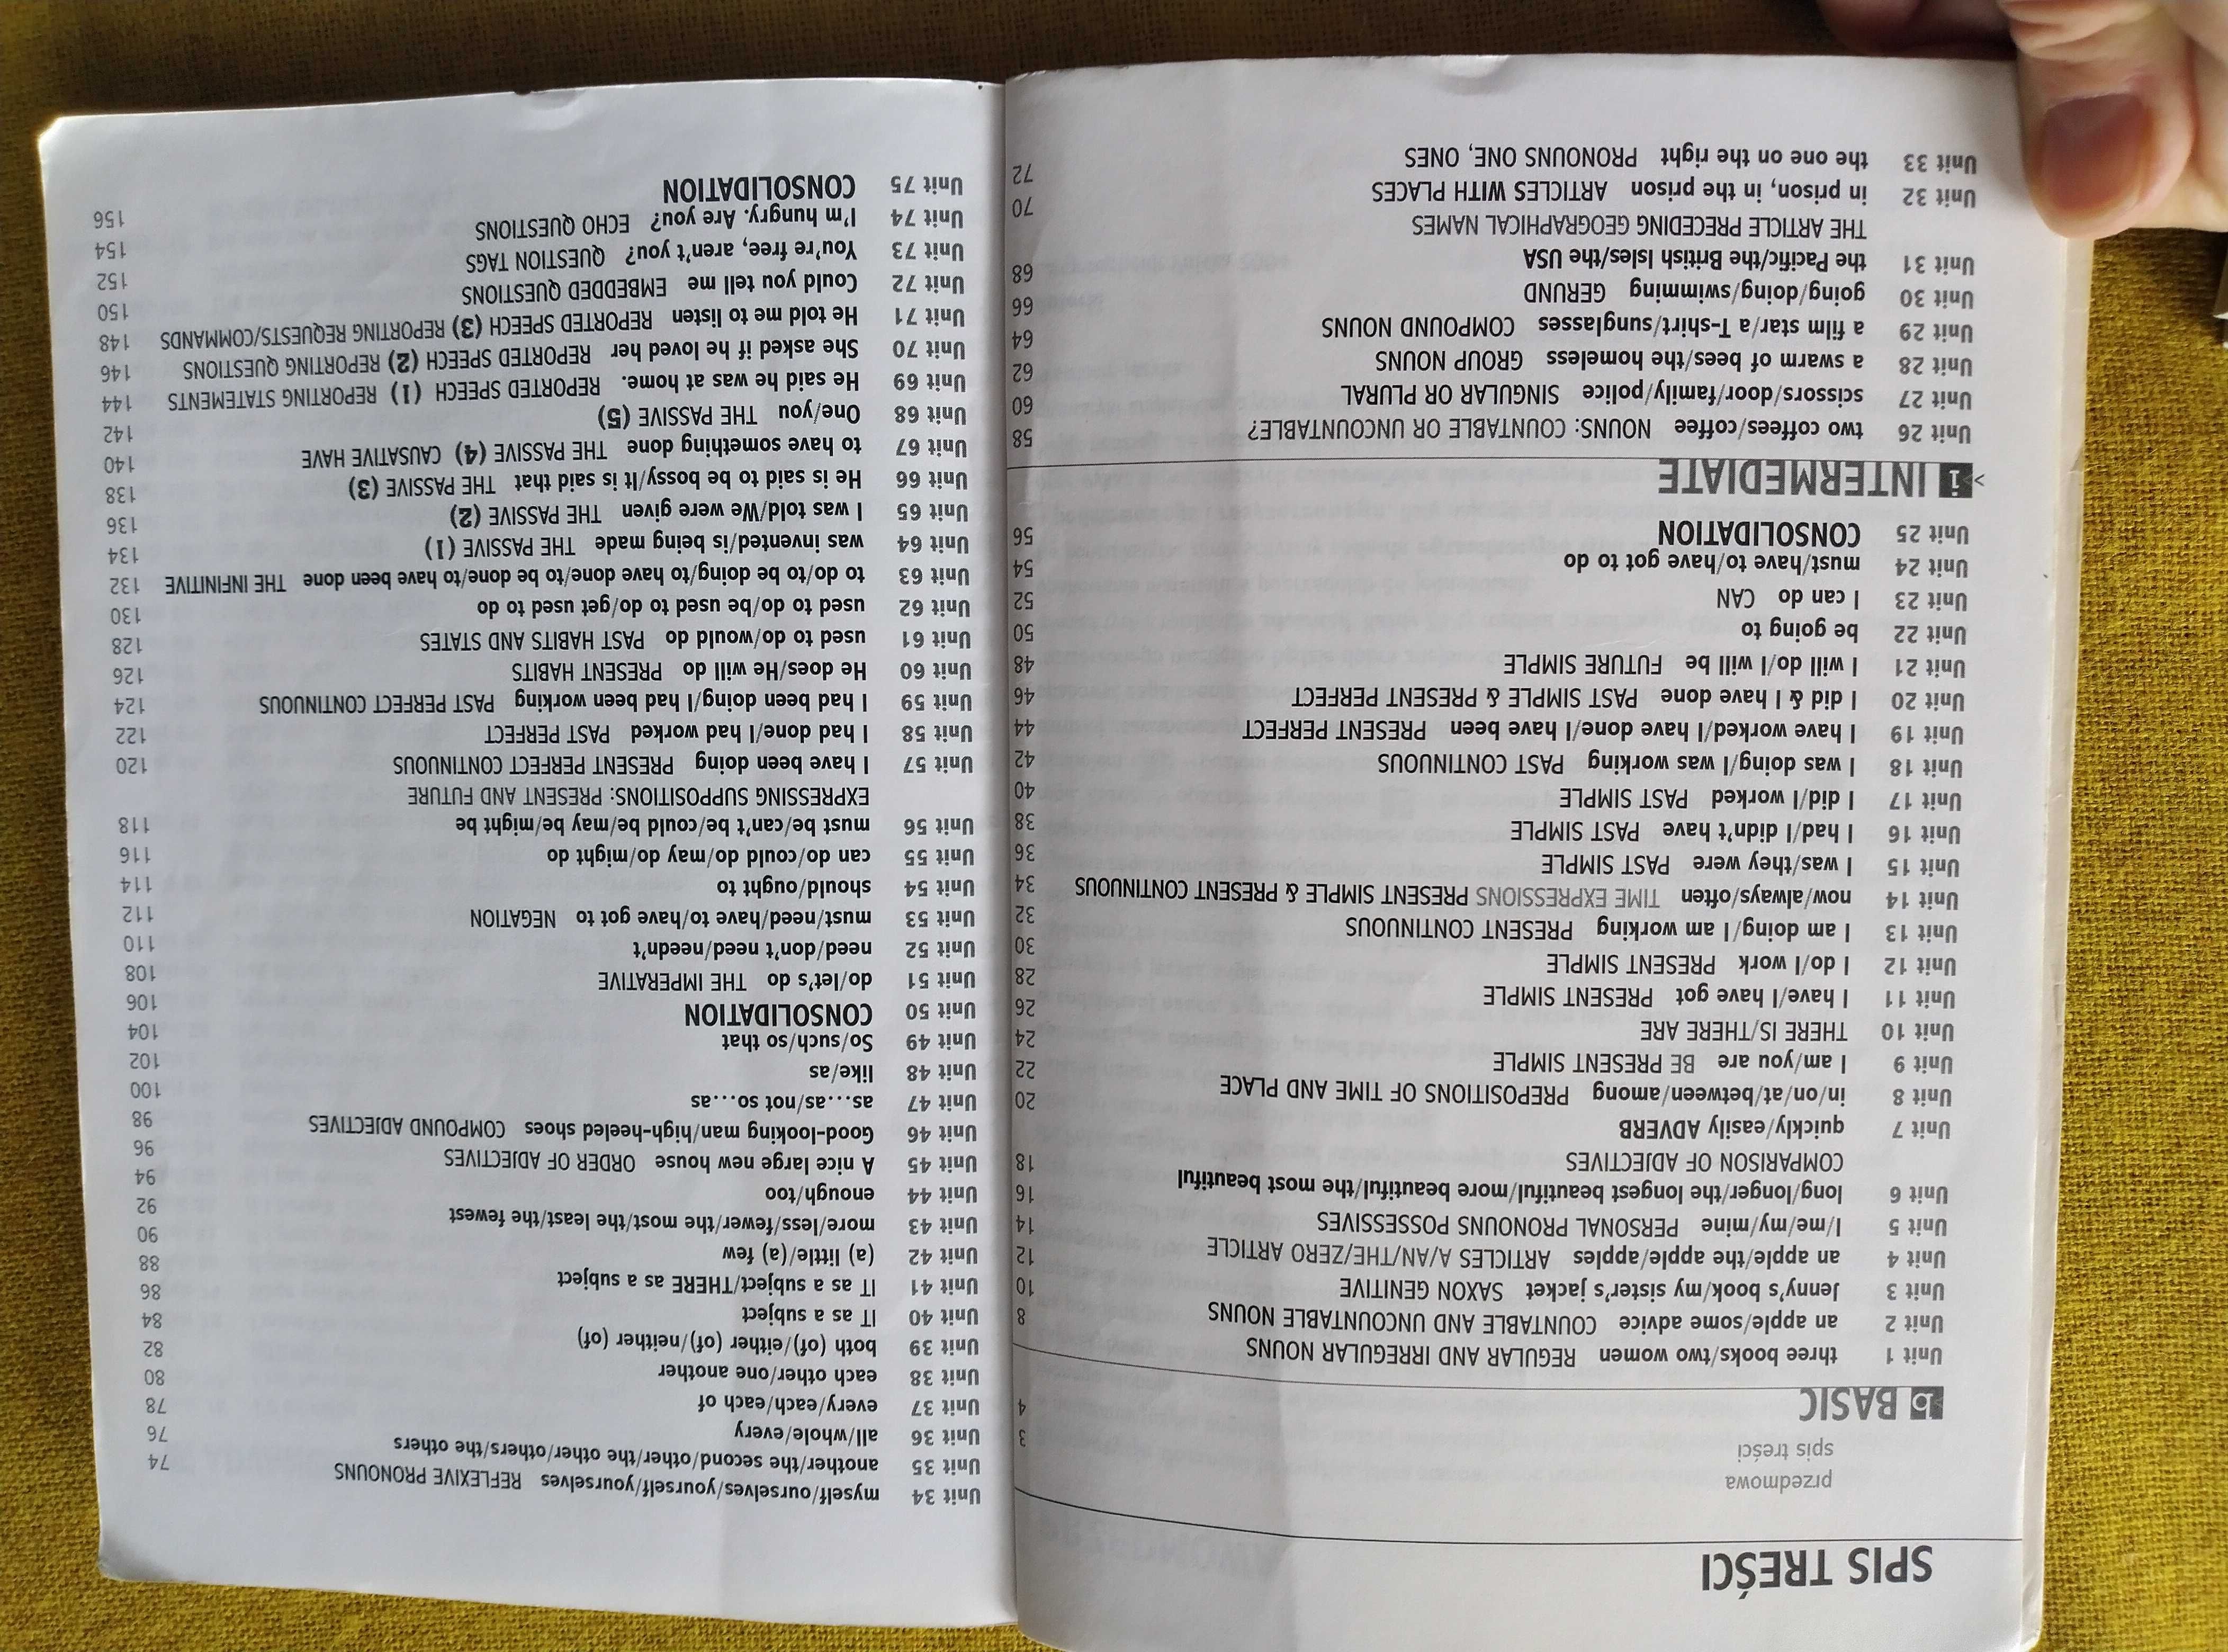 SPIS TREŚCI
przedmowa 3
spis treści 4
b BASIC
Unit 1 three books/two women REGULAR AND IRREGULAR NOUNS 8
Unit 2 an apple/some advice COUNTABLE AND UNCOUNTABLE NOUNS 10
Unit 3 Jenny's book/my sister's jacket SAXON GENITIVE 12
Unit 4 an apple/the apple/apples ARTICLES A/AN/THE/ZERO ARTICLE 14
Unit 5 I/me/my/mine PERSONAL PRONOUNS POSSESSIVES 16
Unit 6 long/longer/the longest beautiful/more beautiful/the most beautiful 18
COMPARISON OF ADJECTIVES
Unit 7 quickly/easily ADVERB 20
Unit 8 in/on/at/between/among PREPOSITIONS OF TIME AND PLACE 22
Unit 9 I am/you are BE PRESENT SIMPLE 24
Unit 10 THERE IS/THERE ARE 26
Unit 11 I have/I have got PRESENT SIMPLE 28
Unit 12 I do/I work PRESENT SIMPLE 30
Unit 13 I am doing/I am working PRESENT CONTINUOUS 32
Unit 14 now/always/often TIME EXPRESSIONS PRESENT SIMPLE & PRESENT CONTINUOUS 34
Unit 15 I was/they were PAST SIMPLE 36
Unit 16 I had/I didn't have PAST SIMPLE 38
Unit 17 I did/I worked PAST SIMPLE 40
Unit 18 I was doing/I was working PAST CONTINUOUS 42
Unit 19 I have worked/I have done/I have been PRESENT PERFECT 44
Unit 20 I did & I have done PAST SIMPLE & PRESENT PERFECT 46
Unit 21 I will do/I will be FUTURE SIMPLE 48
Unit 22 be going to 50
Unit 23 I can do CAN 52
Unit 24 must/have to/have got to do 54
Unit 25 CONSOLIDATION 56
i INTERMEDIATE
Unit 26 two coffees/coffee NOUNS: COUNTABLE OR UNCOUNTABLE? 58
Unit 27 scissors/door/family/police SINGULAR OR PLURAL 60
Unit 28 a swarm of bees/the homeless GROUP NOUNS 62
Unit 29 a film star/a T-shirt/sunglasses COMPOUND NOUNS 64
Unit 30 going/doing/swimming GERUND 66
Unit 31 the Pacific/the British Isles/the USA 68
THE ARTICLE PRECEDING GEOGRAPHICAL NAMES
Unit 32 in prison, in the prison ARTICLES WITH PLACES 70
Unit 33 the one on the right PRONOUNS ONE, ONES 72
Unit 34 myself/ourselves/yourself/yourselves REFLEXIVE PRONOUNS 74
Unit 35 another/the second/other/the other/others/the others 76
Unit 36 all/whole/every 78
Unit 37 every/each/each of 80
Unit 38 each other/one another 82
Unit 39 both (of)/either (of)/neither (of) 84
Unit 40 IT as a subject 86
Unit 41 IT as a subject/THERE as a subject 88
Unit 42 (a) little/(a) few 90
Unit 43 more/less/fewer/the most/the least/the fewest 92
Unit 44 enough/too 94
Unit 45 A nice large new house ORDER OF ADJECTIVES 96
Unit 46 Good-looking man/high-heeled shoes COMPOUND ADJECTIVES 98
Unit 47 as...as/not so...as 100
Unit 48 like/as 102
Unit 49 So/such/so that 104
Unit 50 CONSOLIDATION 106
Unit 51 do/let's do THE IMPERATIVE 108
Unit 52 need/don't need/needn't 110
Unit 53 must/need/have to/have got to NEGATION 112
Unit 54 should/ought to 114
Unit 55 can do/could do/may do/might do 116
Unit 56 must be/can't be/could be/may be/might be 118
EXPRESSING SUPPOSITIONS: PRESENT AND FUTURE
Unit 57 I have been doing PRESENT PERFECT CONTINUOUS 120
Unit 58 I had done/I had worked PAST PERFECT 122
Unit 59 I had been doing/I had been working PAST PERFECT CONTINUOUS 124
Unit 60 He does/He will do PRESENT HABITS 126
Unit 61 used to do/would do PAST HABITS AND STATES 128
Unit 62 used to do/be used to do/get used to do 130
Unit 63 to do/to be doing/to have done/to be done/to have been done THE INFINITIVE 132
Unit 64 was invented/is being made THE PASSIVE (1) 134
Unit 65 I was told/We were given THE PASSIVE (2) 136
Unit 66 He is said to be bossy/It is said that THE PASSIVE (3) 138
Unit 67 to have something done THE PASSIVE (4) CAUSATIVE HAVE 140
Unit 68 One/you THE PASSIVE (5) 142
Unit 69 He said he was at home. REPORTED SPEECH (1) REPORTING STATEMENTS 144
Unit 70 She asked if he loved her REPORTED SPEECH (2) REPORTING QUESTIONS 146
Unit 71 He told me to listen REPORTED SPEECH (3) REPORTING REQUESTS/COMMANDS 148
Unit 72 Could you tell me EMBEDDED QUESTIONS 150
Unit 73 You're free, aren't you? QUESTION TAGS 152
Unit 74 I'm hungry. Are you? ECHO QUESTIONS 154
Unit 75 CONSOLIDATION 156